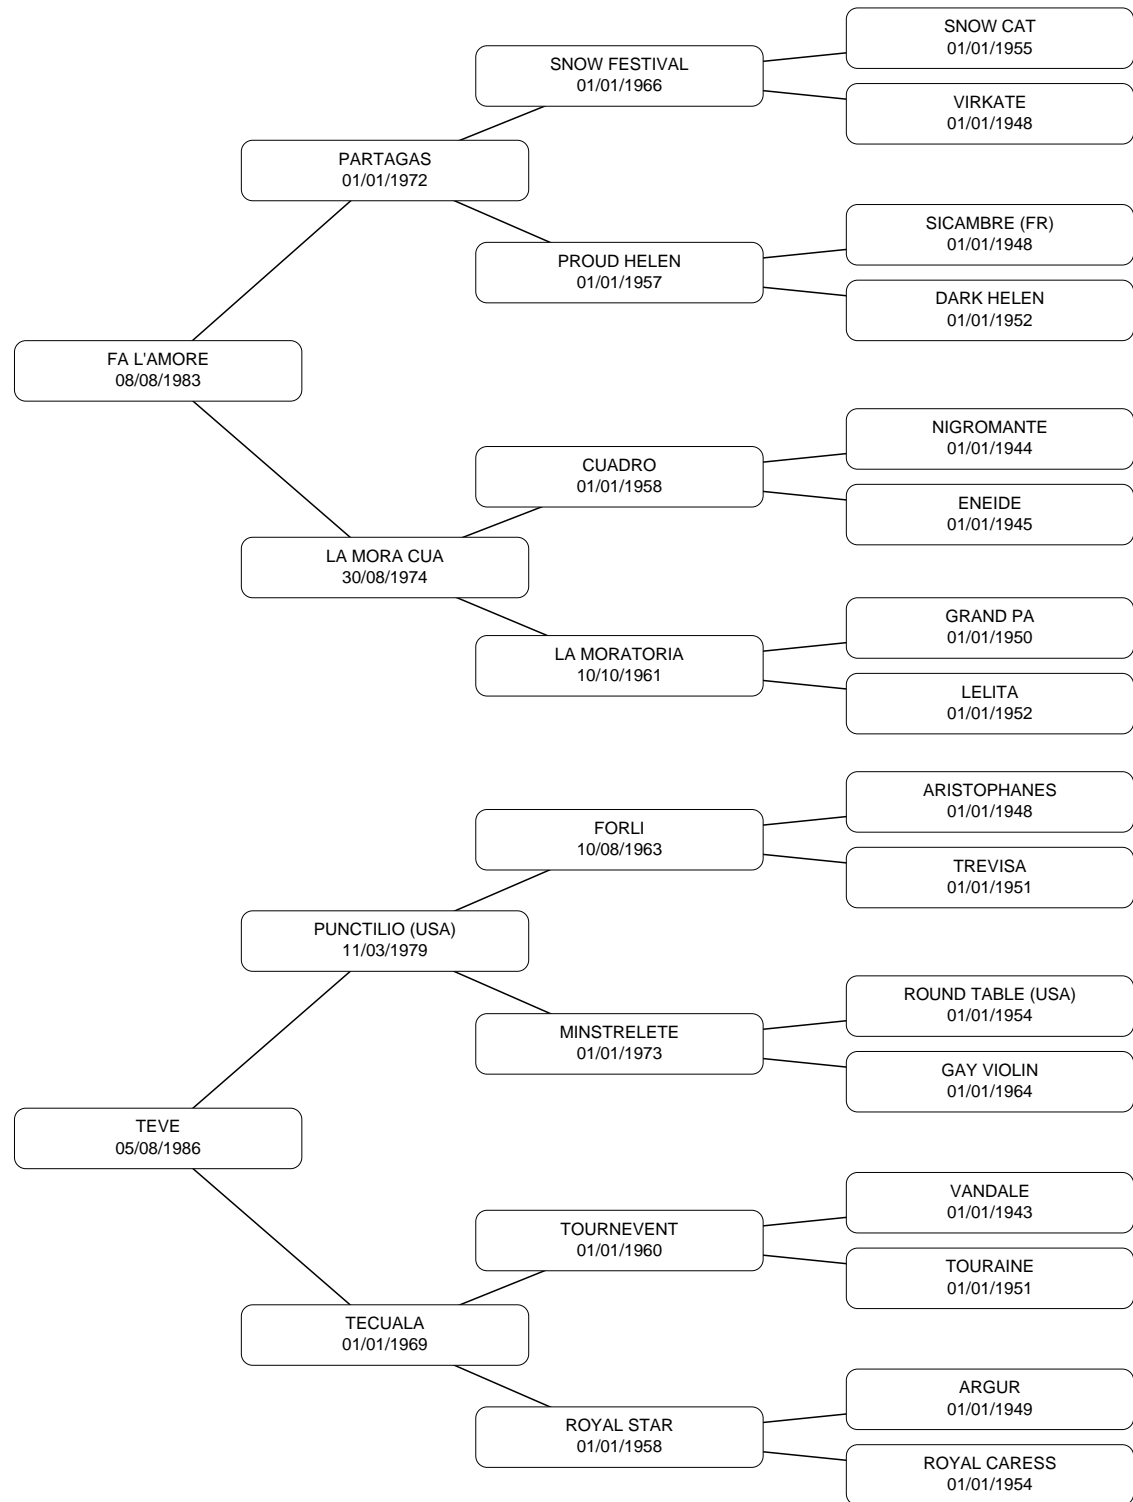 SNOW CAT
01/01/1955
SNOW FESTIVAL
01/01/1966
VIRKATE
01/01/1948
PARTAGAS
01/01/1972
SICAMBRE (FR)
01/01/1948
PROUD HELEN
01/01/1957
DARK HELEN
01/01/1952
FA L'AMORE
08/08/1983
NIGROMANTE
01/01/1944
CUADRO
01/01/1958
ENEIDE
01/01/1945
LA MORA CUA
30/08/1974
GRAND PA
01/01/1950
LA MORATORIA
10/10/1961
LELITA
01/01/1952
ARISTOPHANES
01/01/1948
FORLI
10/08/1963
TREVISA
01/01/1951
PUNCTILIO (USA)
11/03/1979
ROUND TABLE (USA)
01/01/1954
MINSTRELETE
01/01/1973
GAY VIOLIN
01/01/1964
TEVE
05/08/1986
VANDALE
01/01/1943
TOURNEVENT
01/01/1960
TOURAINE
01/01/1951
TECUALA
01/01/1969
ARGUR
01/01/1949
ROYAL STAR
01/01/1958
ROYAL CARESS
01/01/1954